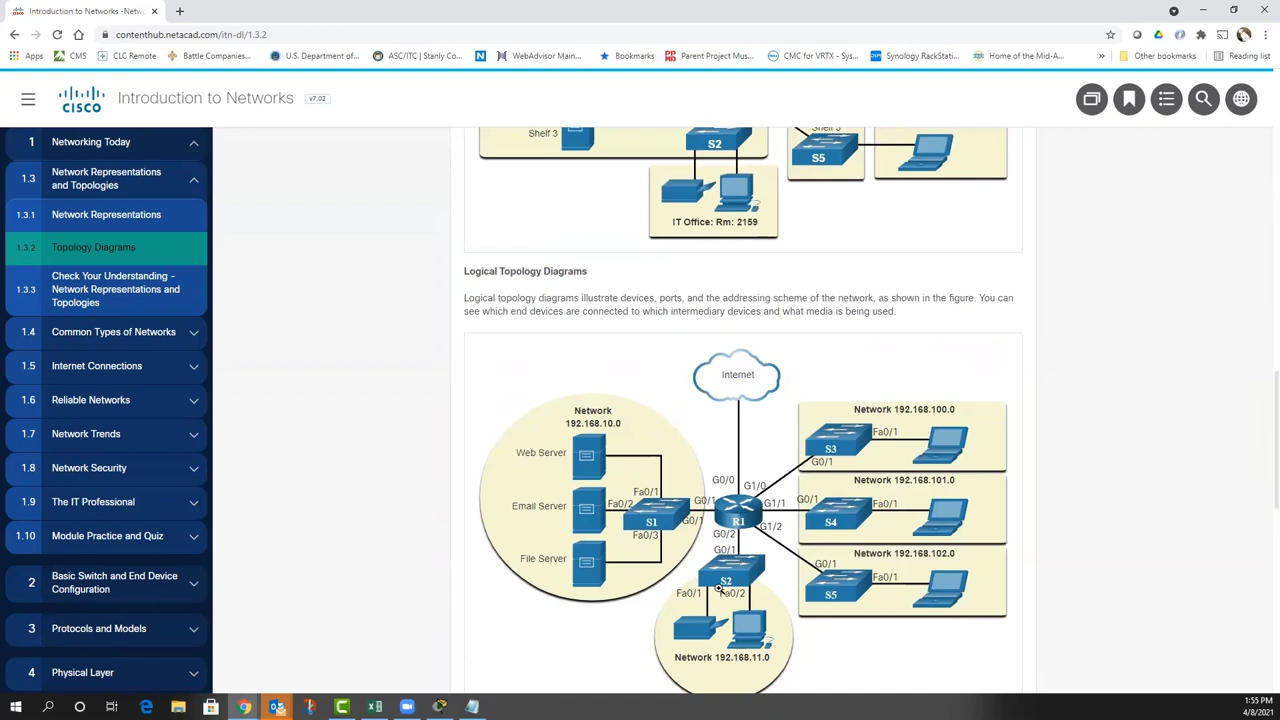 Introduction to Networks -Netw
contenthub.netacad.com/itn-dl/1.3.2
Apps
CMS
CLC Remote
Battle Companies...
U.S. Department of...
ASC/ITC | Stanly Co...
WebAdvisor Main...
Bookmarks
Parent Project Mus...
CMC for VRTX - Sys...
Synology RackStati...
Home of the Mid-A...
»
Other bookmarks
Reading list
CISCO
Introduction to Networks
v7.02
1 Networking Today
1.3 Network Representations
and Topologies
1.3.1 Network Representations
1.3.2 Topology Diagrams
1.3.3 Check Your Understanding –
Network Representations and
Topologies
1.4 Common Types of Networks
1.5 Internet Connections
1.6 Reliable Networks
1.7 Network Trends
1.8 Network Security
1.9 The IT Professional
1.10 Module Practice and Quiz
2 Basic Switch and End Device
Configuration
3 Protocols and Models
4 Physical Layer
Shelf 3
S2
Shelf 5
S5
IT Office: Rm: 2159
Logical Topology Diagrams
Logical topology diagrams illustrate devices, ports, and the addressing scheme of the network, as shown in the figure. You can
see which end devices are connected to which intermediary devices and what media is being used.
Internet
Network
192.168.10.0
Web Server
Email Server
File Server
Fa0/1
Fa0/2
Fa0/3
S1
G0/1
G0/1
G0/0
G1/0
G1/1
G1/2
R1
G0/2
G0/1
S2
Fa0/1
Fa0/2
Network 192.168.11.0
Network 192.168.100.0
S3
Fa0/1
G0/1
Network 192.168.101.0
G0/1
S4
Fa0/1
Network 192.168.102.0
G0/1
S5
Fa0/1
1:55 PM
4/8/2021